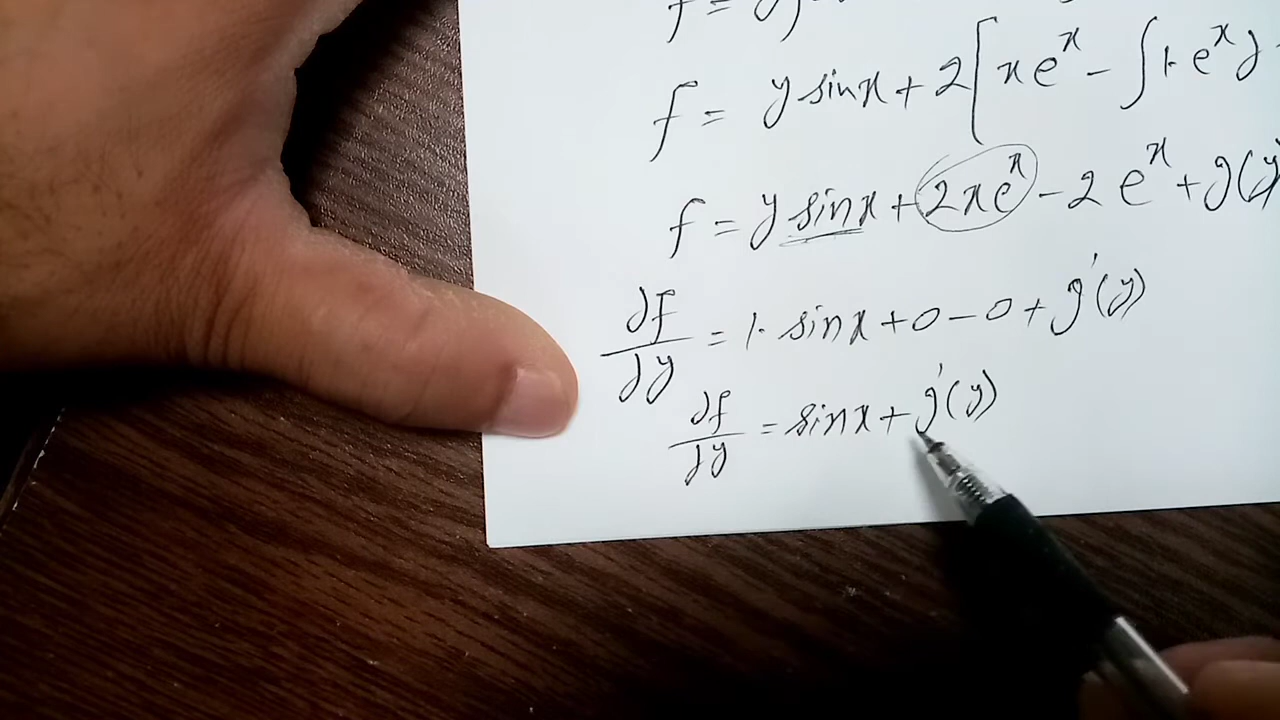 f =
f = y sinx + 2[xe^x - ∫1·e^x d
f = y sinx + 2xe^x - 2e^x + g(y)
∂f/∂y = 1· sinx + 0 - 0 + g'(y)
∂f/∂y = sinx + g'(y)